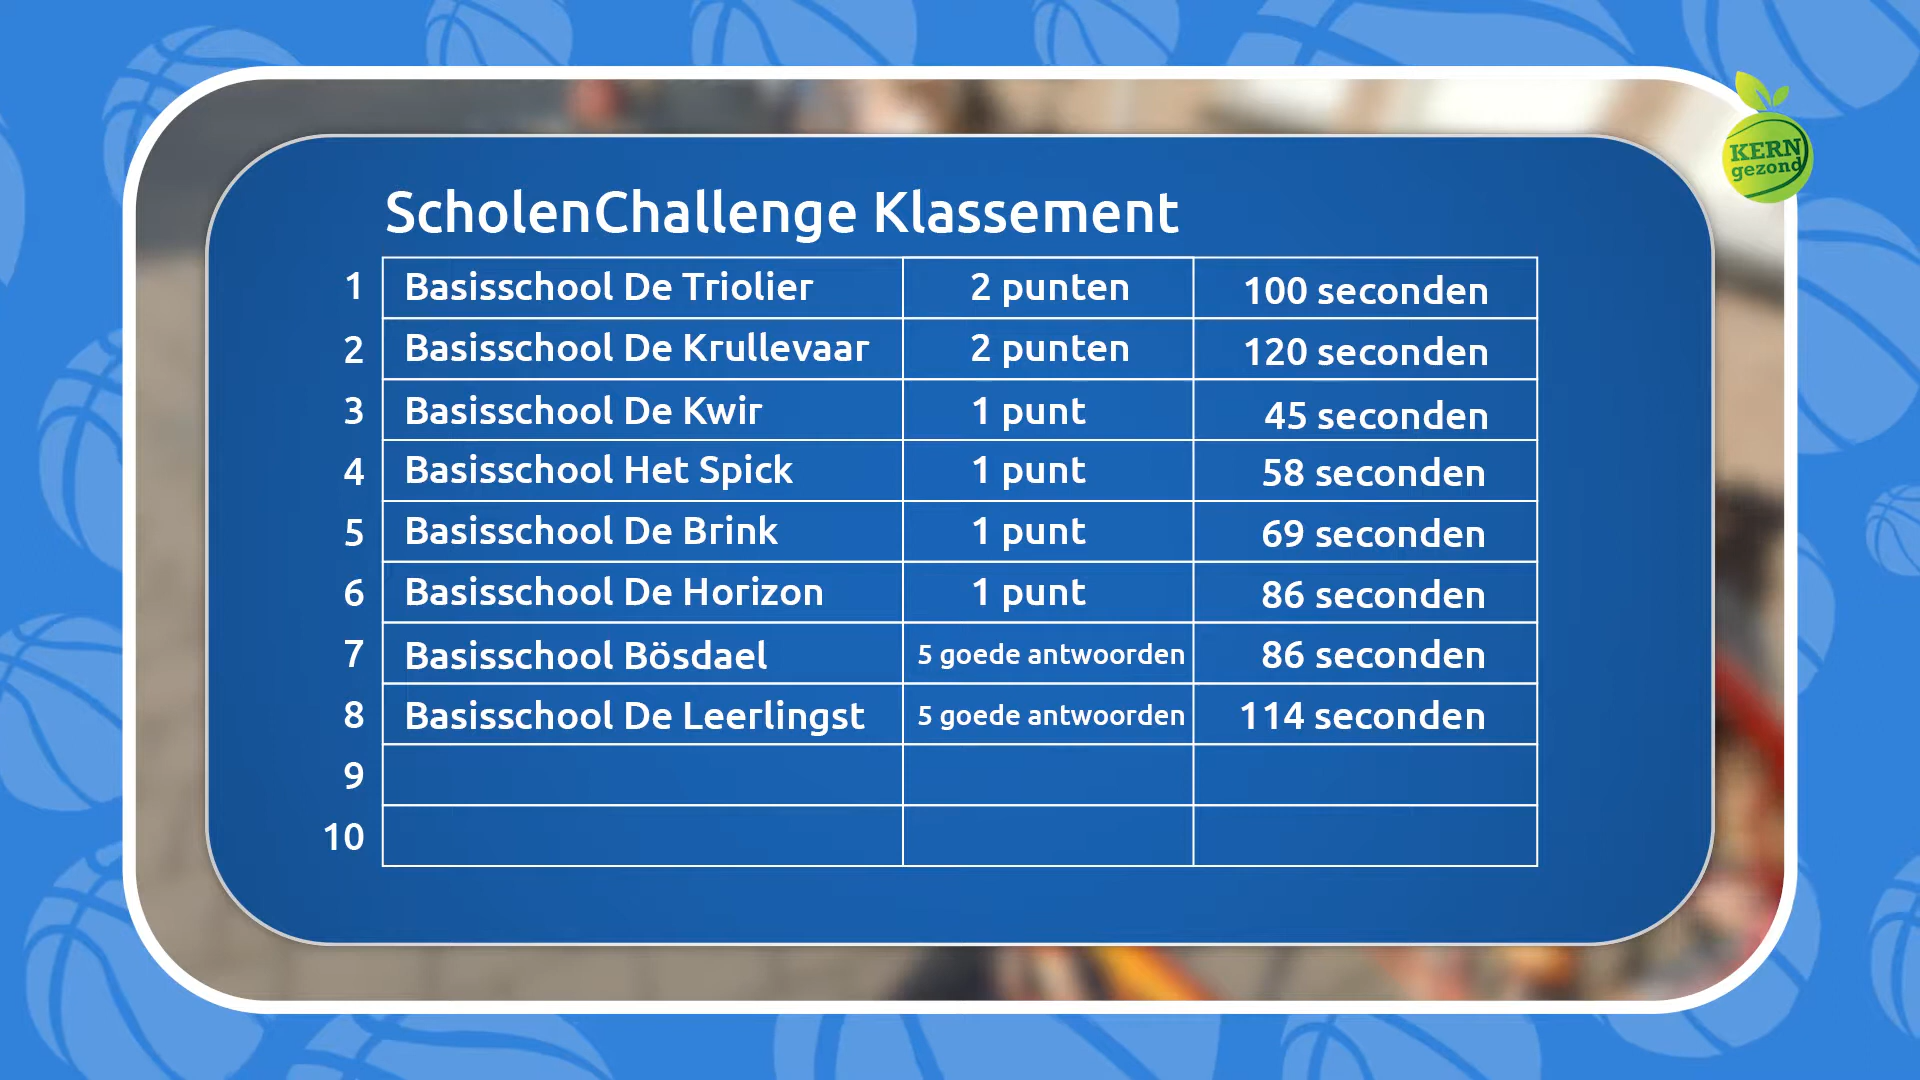 KERN
gezond
ScholenChallenge Klassement
1 Basisschool De Triolier 2 punten 100 seconden
2 Basisschool De Krullevaar 2 punten 120 seconden
3 Basisschool De Kwir 1 punt 45 seconden
4 Basisschool Het Spick 1 punt 58 seconden
5 Basisschool De Brink 1 punt 69 seconden
6 Basisschool De Horizon 1 punt 86 seconden
7 Basisschool Bösdael 5 goede antwoorden 86 seconden
8 Basisschool De Leerlingst 5 goede antwoorden 114 seconden
9
10